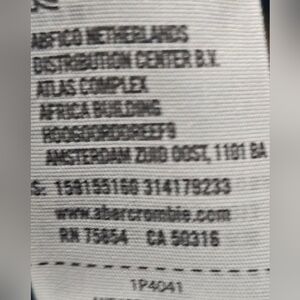 ABFICO NETHERLANDS
DISTRIBUTION CENTER B.V.
ATLAS COMPLEX
AFRICA BUILDING
HOOGOORDDREEF9
AMSTERDAM ZUID OOST, 1101 BA
S: 159155166 314179233
www.abercrombie.com
RN 75654 CA 50316
1P4041